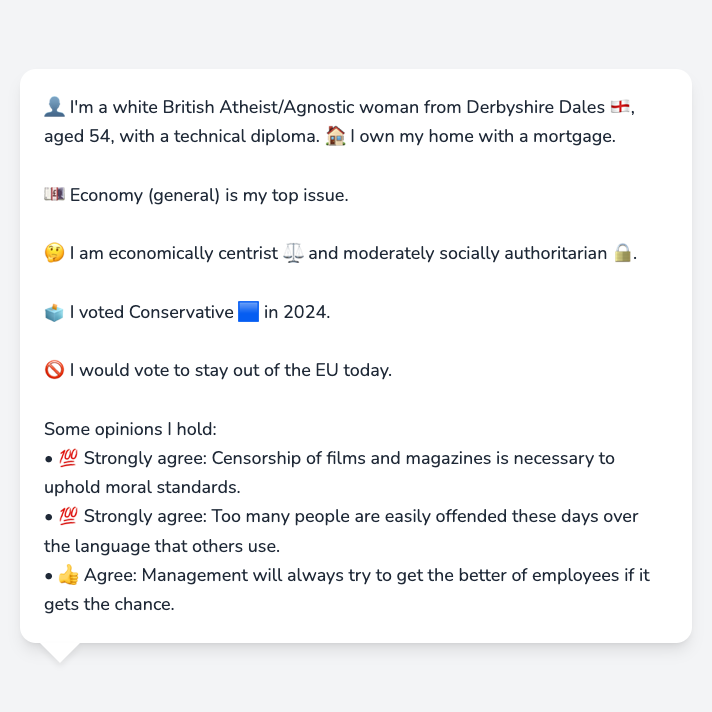 👤 I'm a white British Atheist/Agnostic woman from Derbyshire Dales 🏴󠁧󠁢󠁥󠁮󠁧󠁿,
aged 54, with a technical diploma. 🏠 I own my home with a mortgage.
💷 Economy (general) is my top issue.
🤔 I am economically centrist ⚖️ and moderately socially authoritarian 🔒.
🗳️ I voted Conservative 🟦 in 2024.
🚫 I would vote to stay out of the EU today.
Some opinions I hold:
• 💯 Strongly agree: Censorship of films and magazines is necessary to
uphold moral standards.
• 💯 Strongly agree: Too many people are easily offended these days over
the language that others use.
• 👍 Agree: Management will always try to get the better of employees if it
gets the chance.